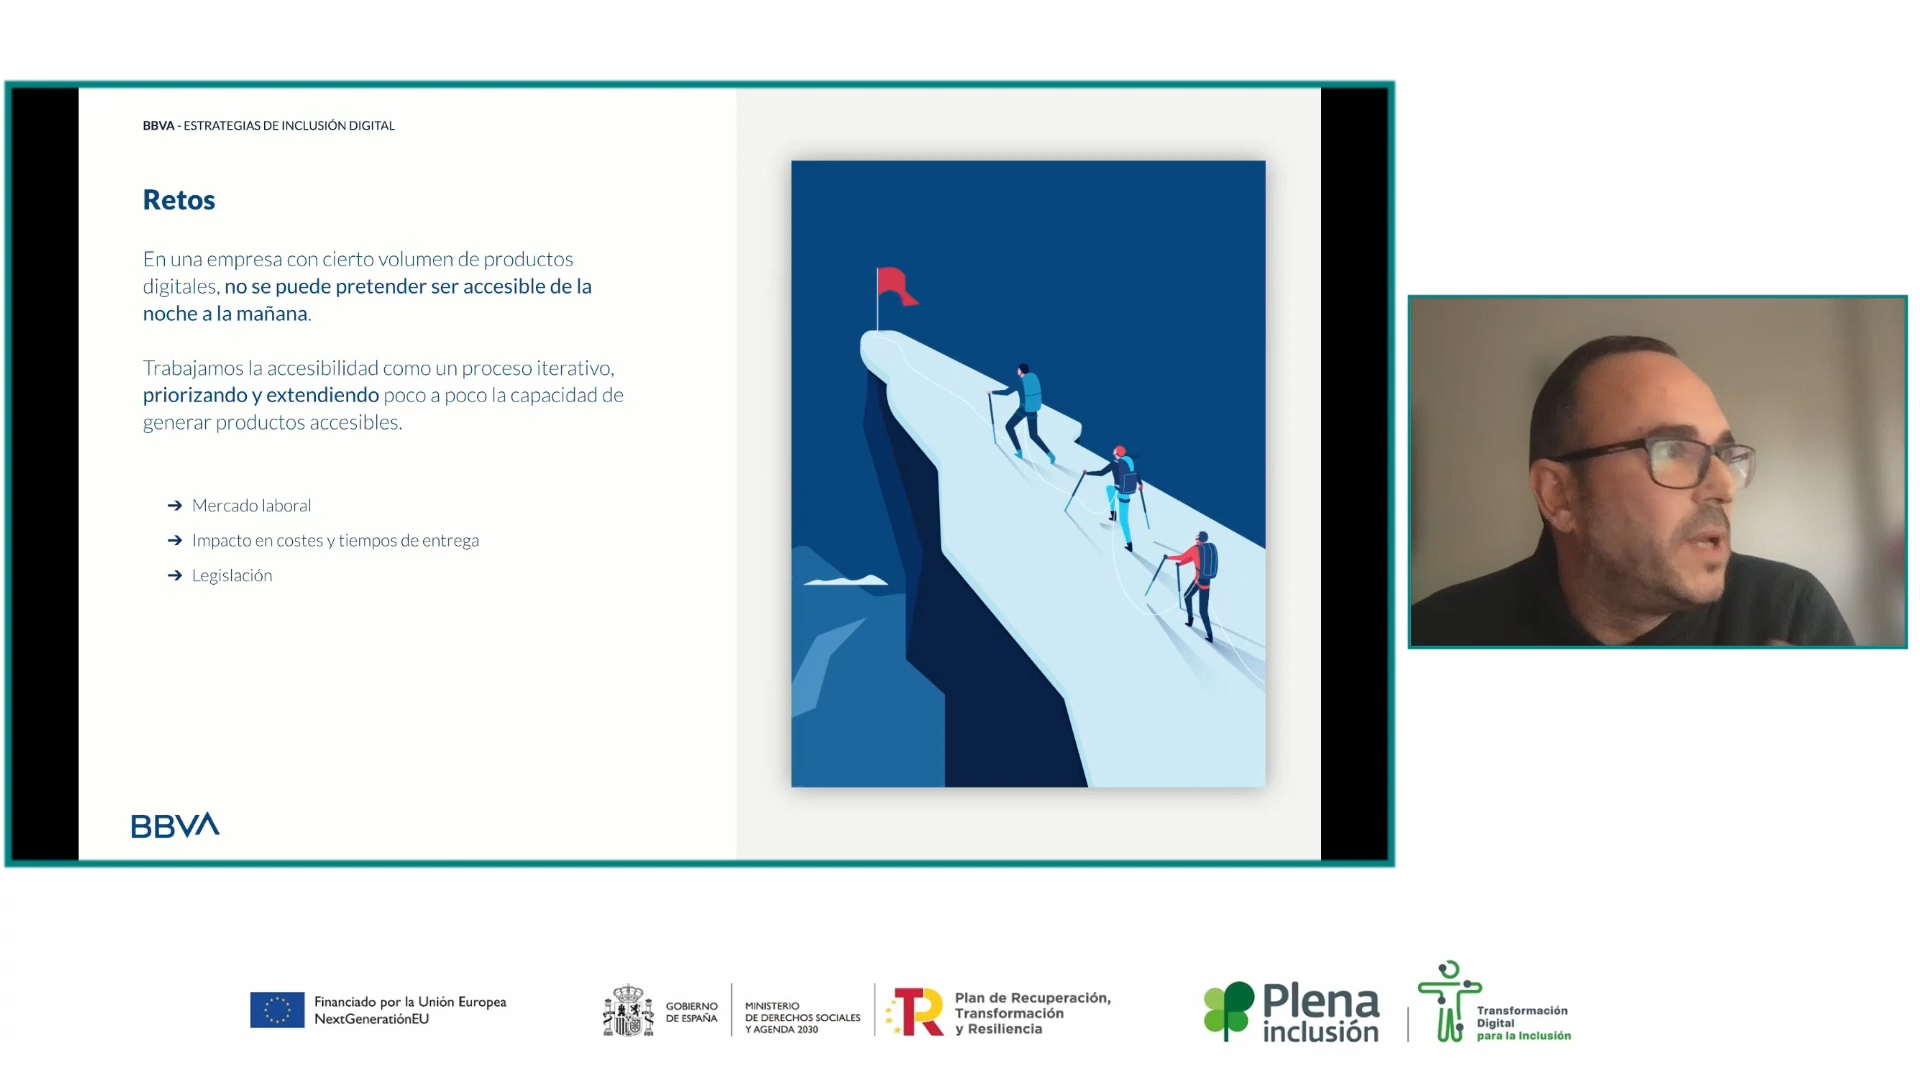 BBVA - ESTRATEGIAS DE INCLUSIÓN DIGITAL
Retos
En una empresa con cierto volumen de productos
digitales, no se puede pretender ser accesible de la
noche a la mañana.
Trabajamos la accesibilidad como un proceso iterativo,
priorizando y extendiendo poco a poco la capacidad de
generar productos accesibles.
➔ Mercado laboral
➔ Impacto en costes y tiempos de entrega
➔ Legislación
BBVA
Financiado por la Unión Europea
NextGenerationEU
GOBIERNO
DE ESPAÑA
MINISTERIO
DE DERECHOS SOCIALES
Y AGENDA 2030
TR
Plan de Recuperación,
Transformación
y Resiliencia
Plena
inclusión
Transformación
Digital
para la Inclusión